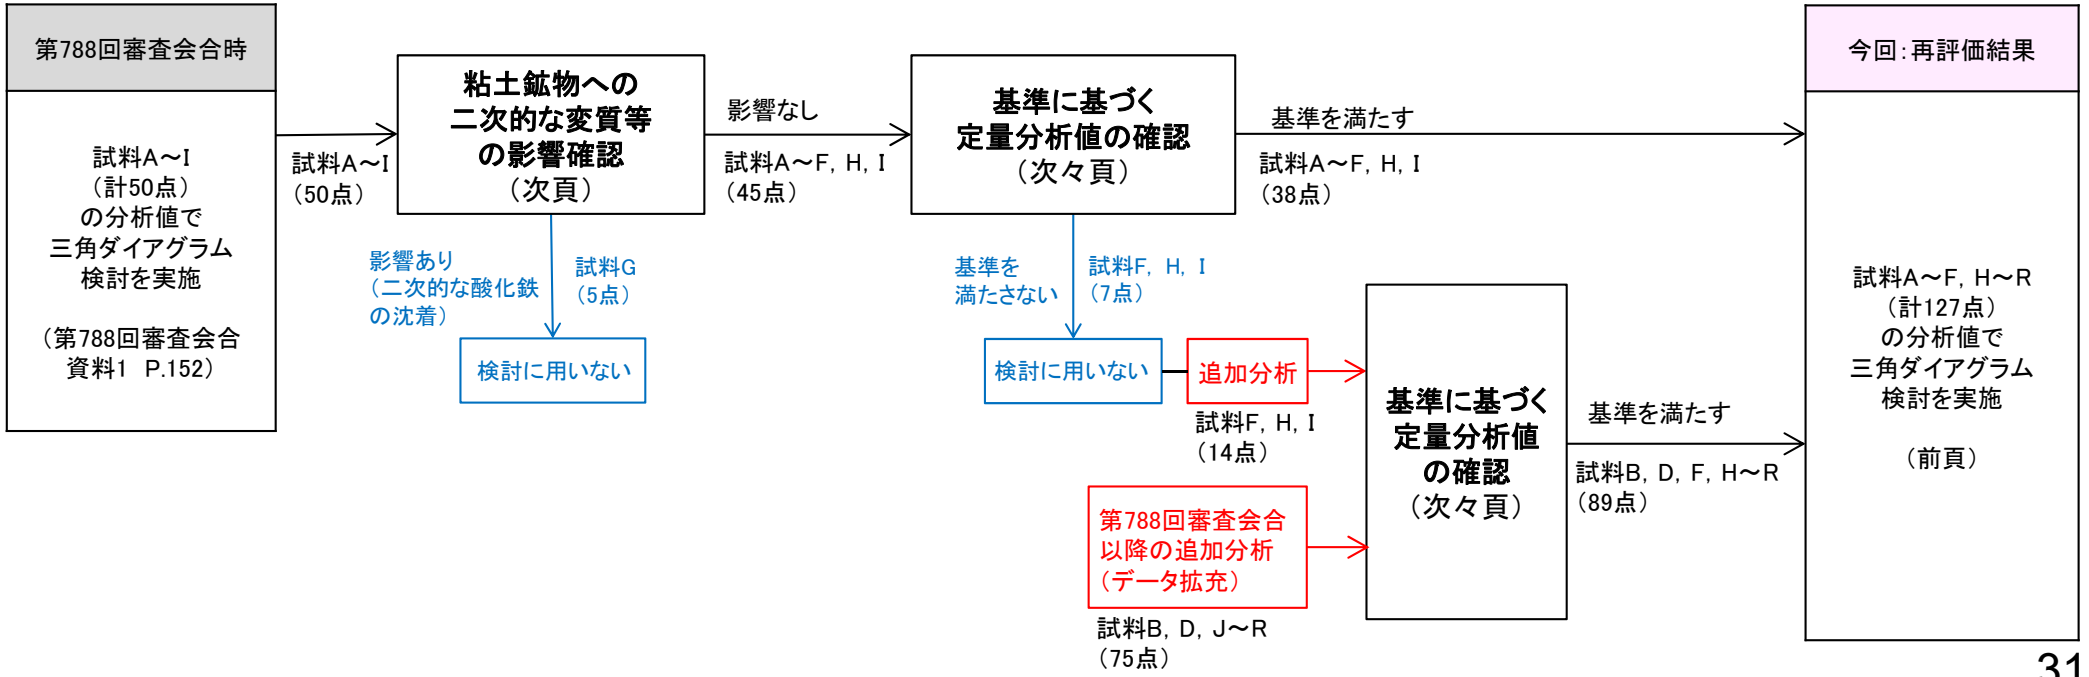 第788回審査会合時
試料A～I
（計50点）
の分析値で
三角ダイアグラム
検討を実施
（第788回審査会合
資料1 P.152）
試料A～I
（50点）
粘土鉱物への
二次的な変質等
の影響確認
（次頁）
影響なし
試料A～F, H, I
（45点）
影響あり
（二次的な酸化鉄
の沈着）
試料G
（5点）
検討に用いない
基準に基づく
定量分析値の確認
（次々頁）
基準を満たす
試料A～F, H, I
（38点）
基準を
満たさない
試料F, H, I
（7点）
検討に用いない
追加分析
試料F, H, I
（14点）
第788回審査会合
以降の追加分析
（データ拡充）
試料B, D, J～R
（75点）
基準に基づく
定量分析値
の確認
（次々頁）
基準を満たす
試料B, D, F, H～R
（89点）
今回：再評価結果
試料A～F, H～R
（計127点）
の分析値で
三角ダイアグラム
検討を実施
（前頁）
31